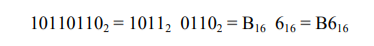 10110110₂ = 1011₂ 0110₂ = B₁₆ 6₁₆ = B6₁₆